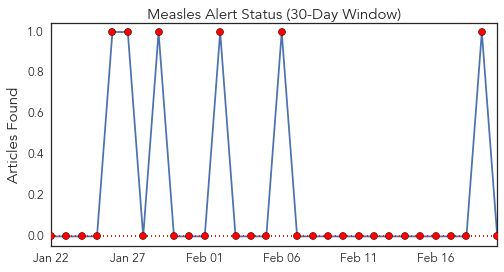 Measles Alert Status (30-Day Window)
Articles Found
1.0
0.8
0.6
0.4
0.2
0.0
Jan 22 Jan 27 Feb 01 Feb 06 Feb 11 Feb 16